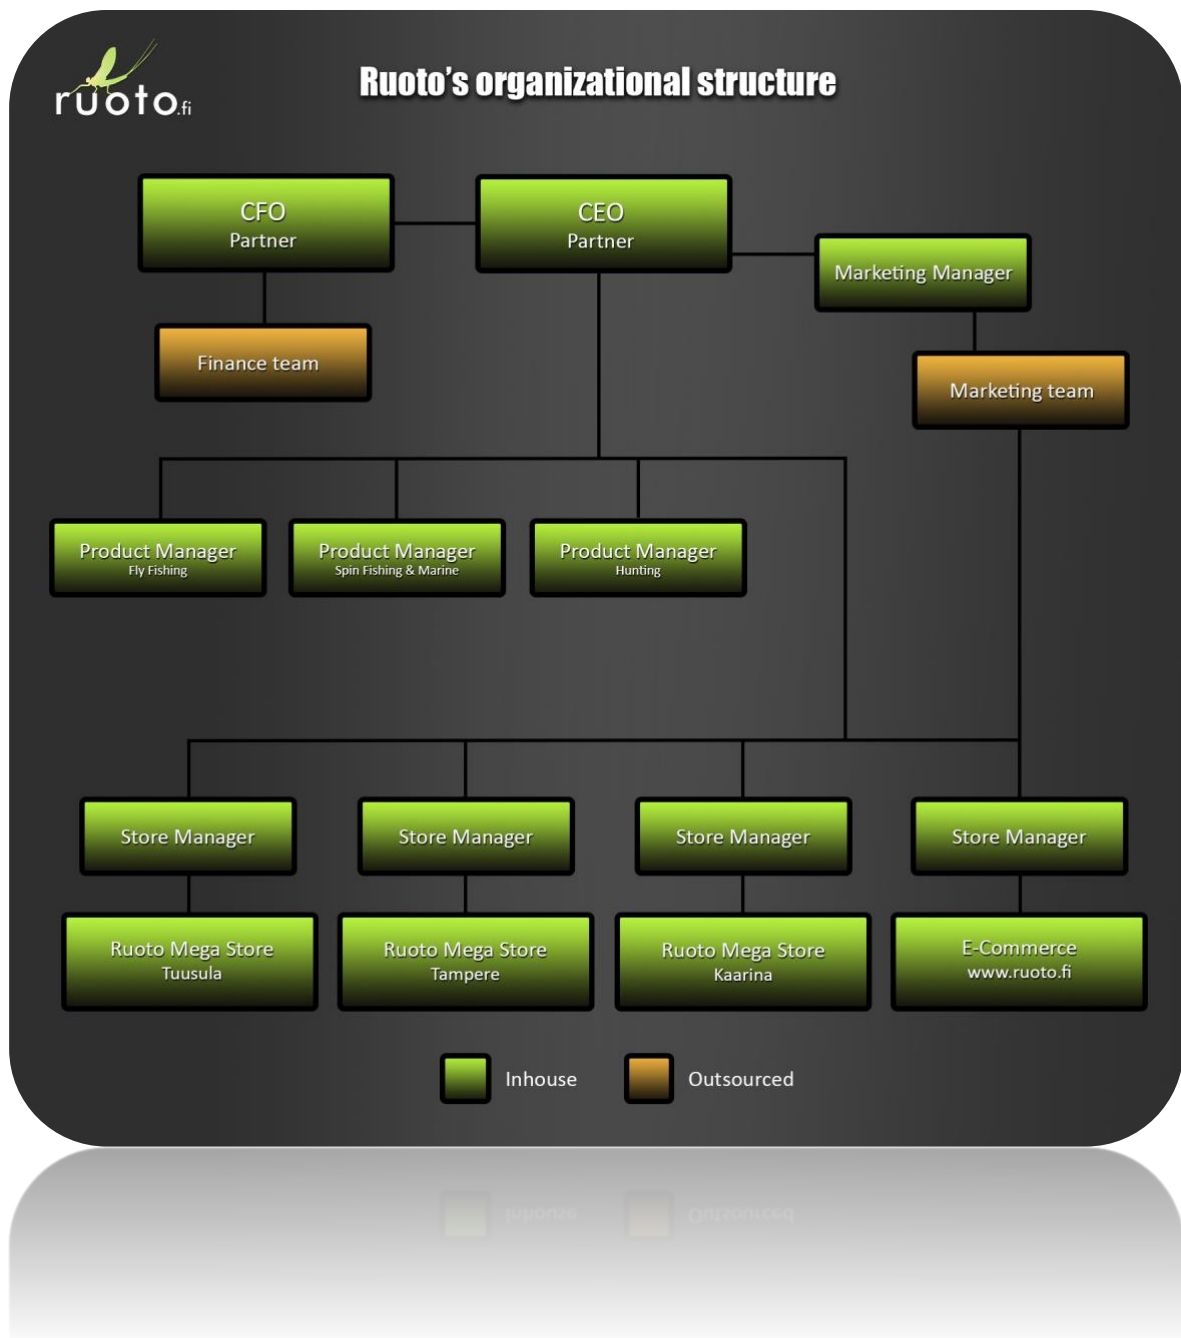 ruoto.fi
Ruoto's organizational structure
CFO
Partner
CEO
Partner
Marketing Manager
Finance team
Marketing team
Product Manager
Fly Fishing
Product Manager
Spin Fishing & Marine
Product Manager
Hunting
Store Manager
Store Manager
Store Manager
Store Manager
Ruoto Mega Store
Tuusula
Ruoto Mega Store
Tampere
Ruoto Mega Store
Kaarina
E-Commerce
www.ruoto.fi
Inhouse
Outsourced